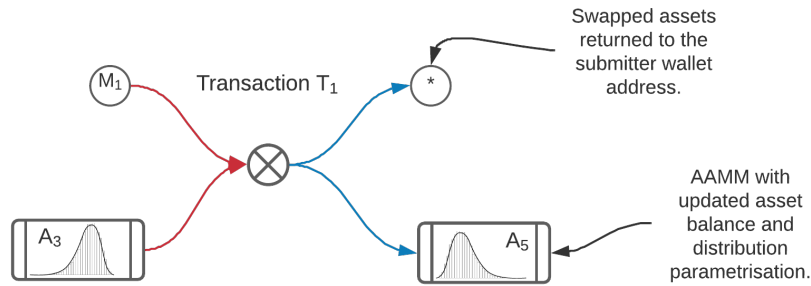 Swapped assets
returned to the
submitter wallet
address.
M1
Transaction T1
*
A3
A5
AAMM with
updated asset
balance and
distribution
parametrisation.